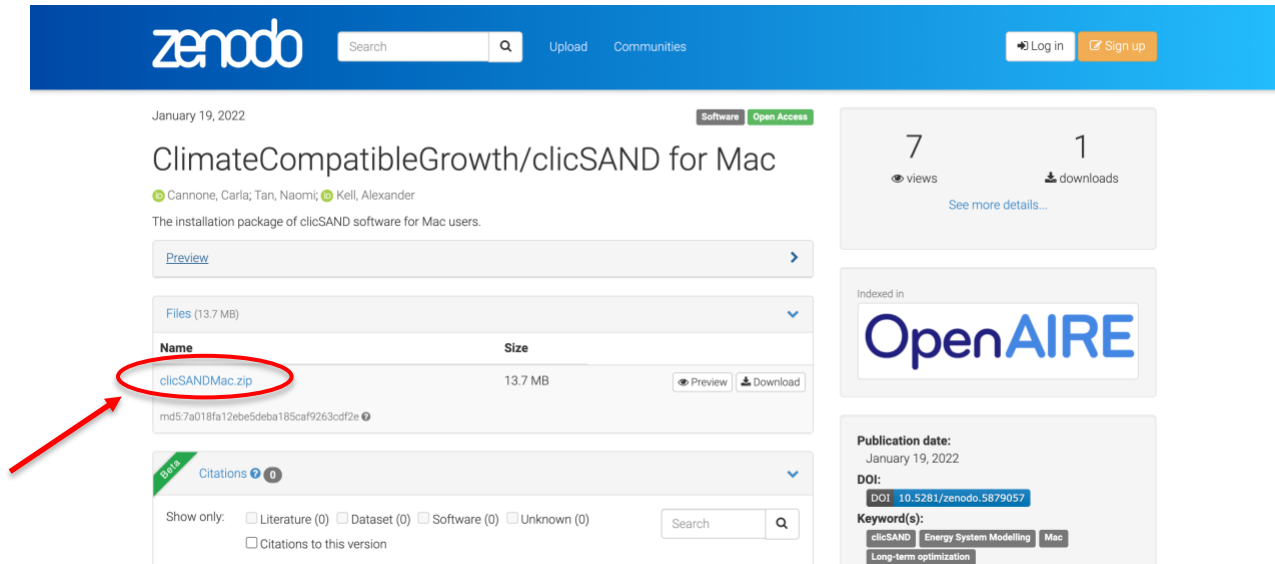 zenodo
Search
Upload
Communities
Log in
Sign up
January 19, 2022
Software
Open Access
ClimateCompatibleGrowth/clicSAND for Mac
Cannone, Carla; Tan, Naomi; Kell, Alexander
The installation package of clicSAND software for Mac users.
Preview
Files (13.7 MB)
Name Size
clicSANDMac.zip 13.7 MB Preview Download
md5:7a018fa12ebe5deba185caf9263cdf2e
Beta
Citations 0
Show only: Literature (0) Dataset (0) Software (0) Unknown (0)
Search
Citations to this version
7 1
views downloads
See more details...
Indexed in
OpenAIRE
Publication date:
January 19, 2022
DOI:
DOI 10.5281/zenodo.5879057
Keyword(s):
clicSAND Energy System Modelling Mac
Long-term optimization